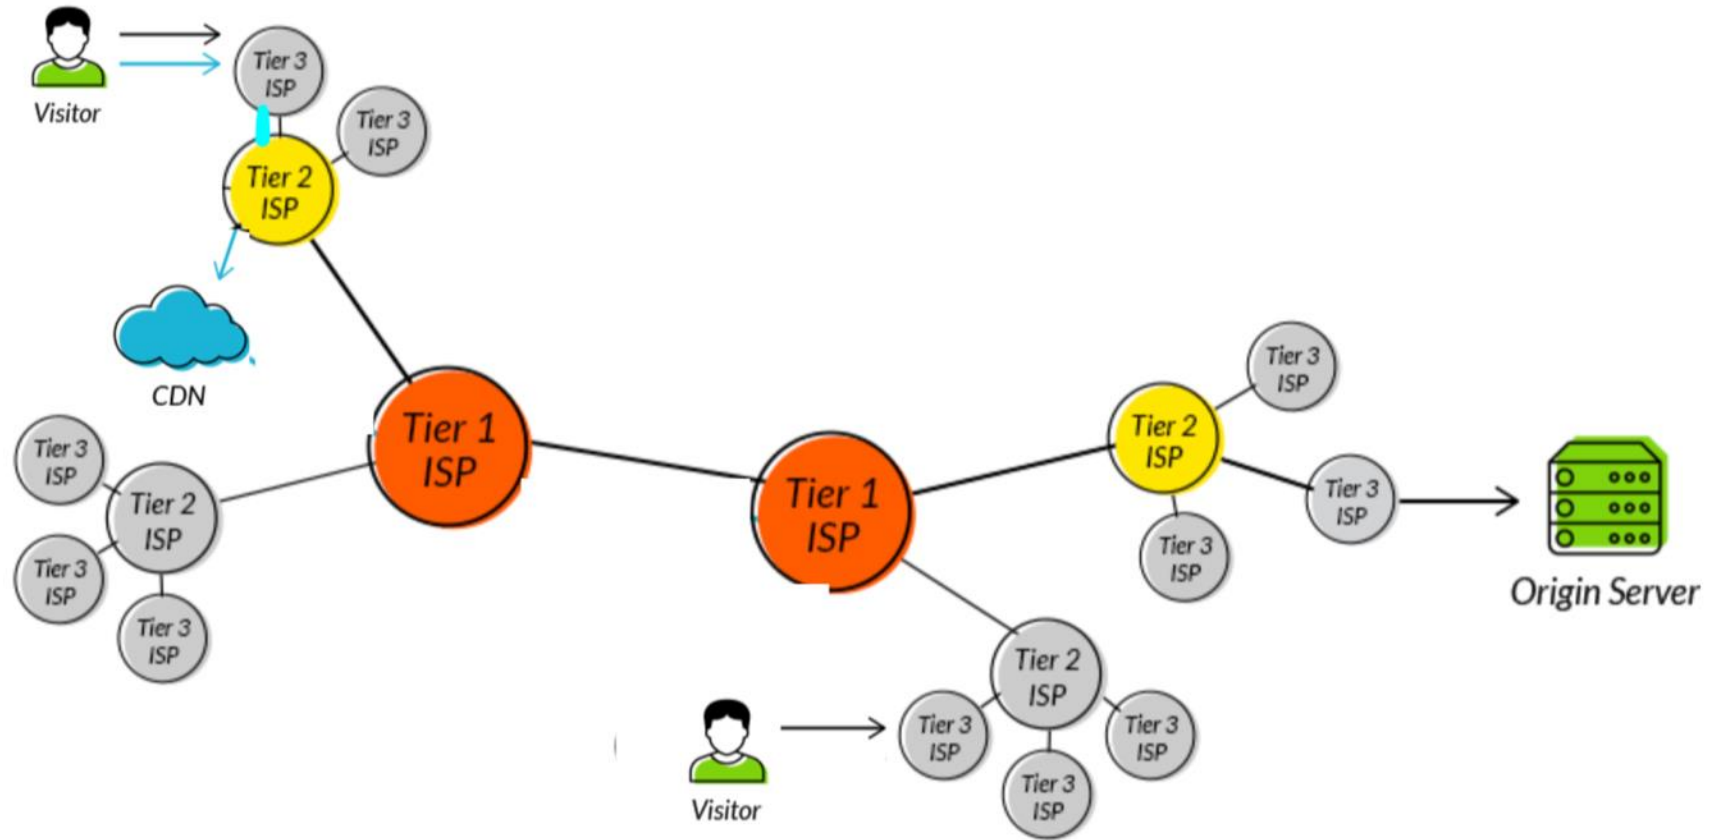 Tier 3
ISP
Visitor
Tier 3
ISP
Tier 2
ISP
CDN
Tier 3
ISP
Tier 2
ISP
Tier 3
ISP
Tier 3
ISP
Tier 1
ISP
Tier 1
ISP
Tier 2
ISP
Tier 3
ISP
Tier 3
ISP
Tier 3
ISP
Origin Server
Tier 2
ISP
Tier 3
ISP
Tier 3
ISP
Tier 3
ISP
Visitor